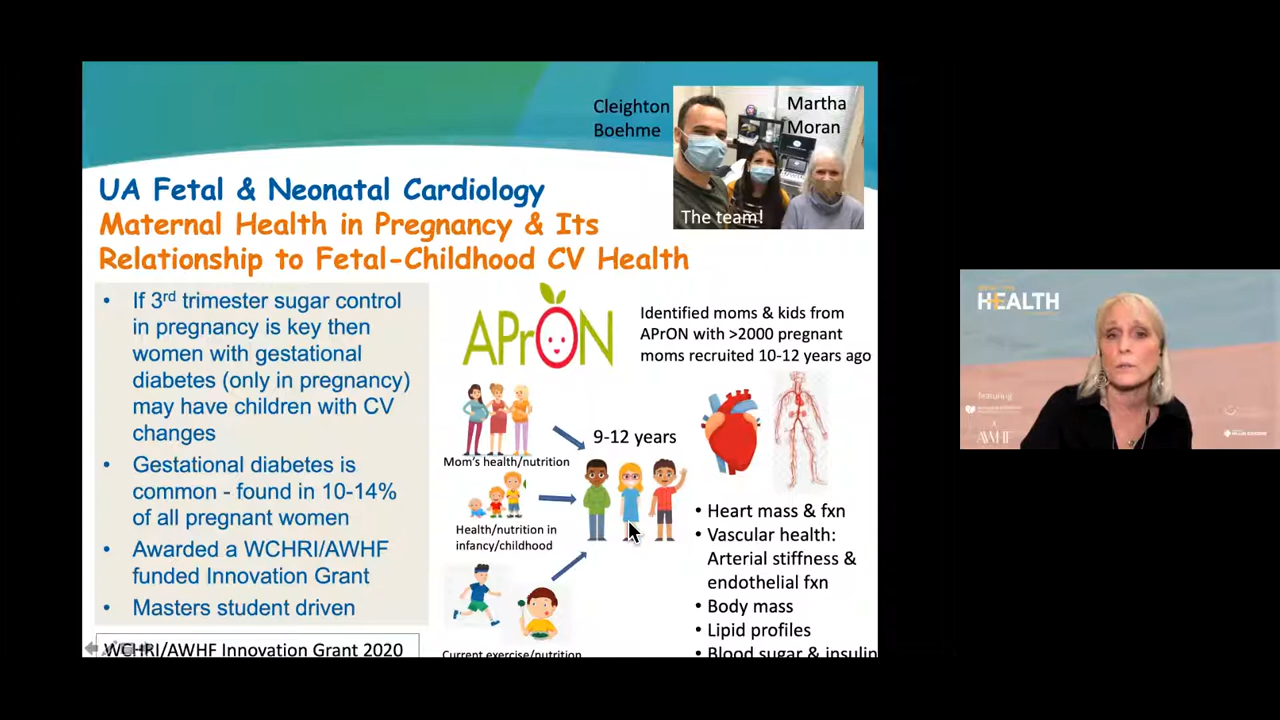 Cleighton
Boehme
Martha
Moran
The team!
UA Fetal & Neonatal Cardiology
Maternal Health in Pregnancy & Its
Relationship to Fetal-Childhood CV Health
• If 3rd trimester sugar control
in pregnancy is key then
women with gestational
diabetes (only in pregnancy)
may have children with CV
changes
• Gestational diabetes is
common - found in 10-14%
of all pregnant women
• Awarded a WCHRI/AWHF
funded Innovation Grant
• Masters student driven
WCHRI/AWHF Innovation Grant 2020
APrON
Identified moms & kids from
APrON with >2000 pregnant
moms recruited 10-12 years ago
Mom's health/nutrition
9-12 years
Health/nutrition in
infancy/childhood
Current exercise/nutrition
• Heart mass & fxn
• Vascular health:
Arterial stiffness &
endothelial fxn
• Body mass
• Lipid profiles
• Blood sugar & insulin
HEALTH
featuring
AWHF